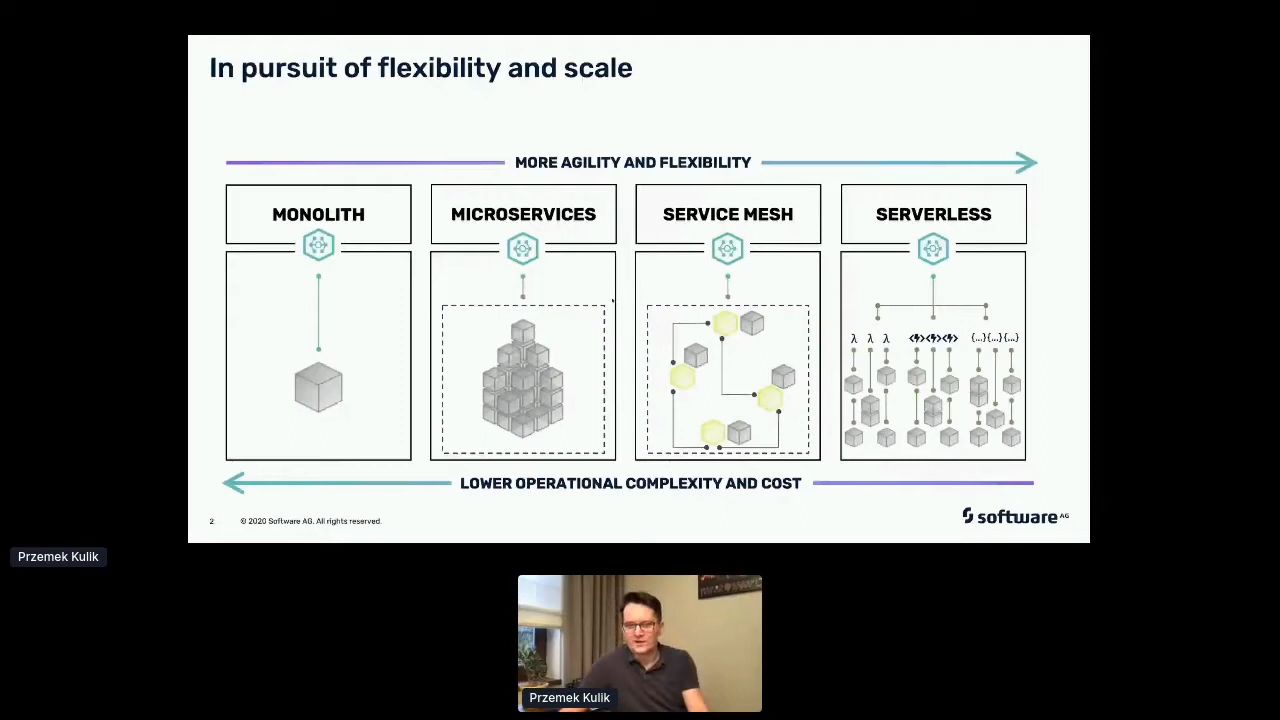 In pursuit of flexibility and scale
MORE AGILITY AND FLEXIBILITY
MONOLITH
MICROSERVICES
SERVICE MESH
SERVERLESS
λ λ λ
{...}{...}{...}
LOWER OPERATIONAL COMPLEXITY AND COST
2
© 2020 Software AG. All rights reserved.
software AG
Przemek Kulik
Przemek Kulik